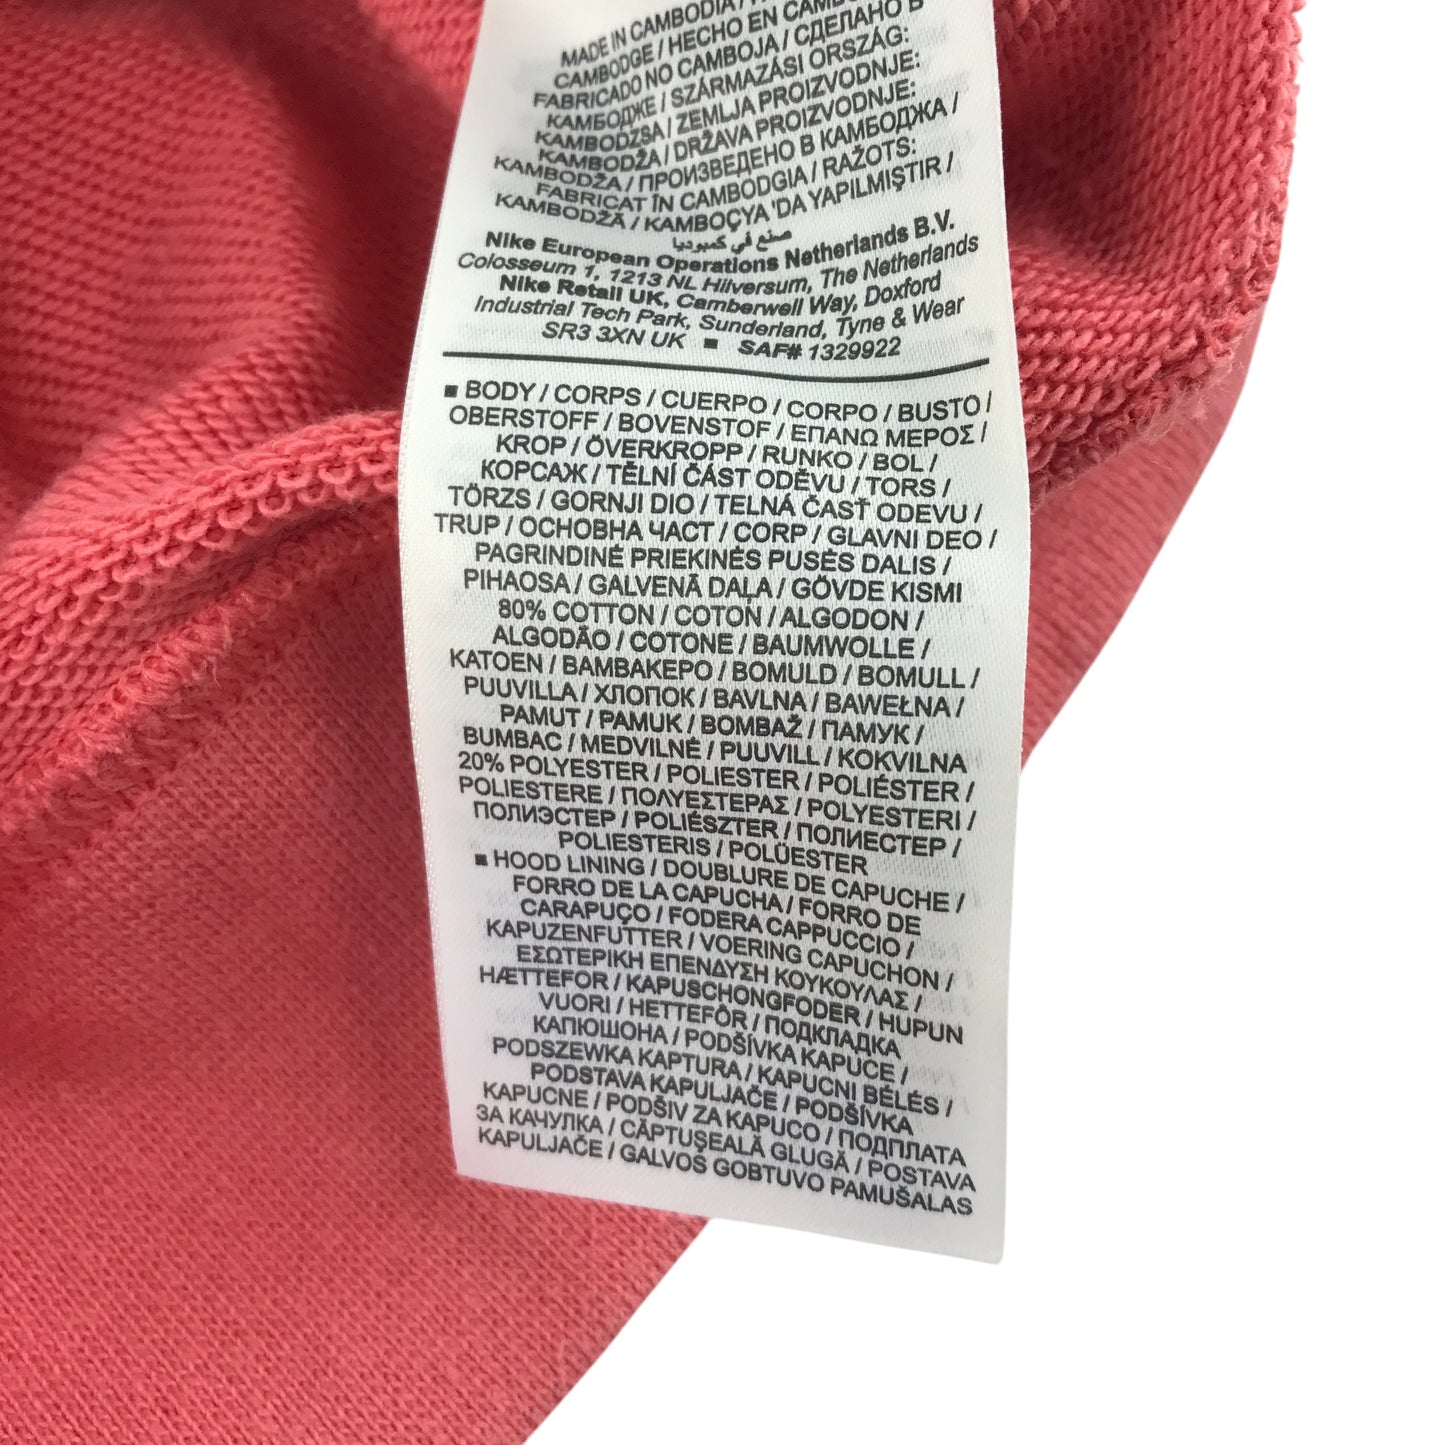 MADE IN CAMBODIA /
CAMBODGE / HECHO EN
FABRICADO NO CAMBOJA / СДЕЛАНО В
КАМБОДЖЕ / SZÁRMAZÁSI ORSZÁG:
KAMBODZSA / ZEMLJA PROIZVODNJE:
KAMBODŽA / DRŽAVA PROIZVODNJE:
KAMBODŽA / ПРОИЗВЕДЕНО В КАМБОДЖА /
FABRICAT ÎN CAMBODGIA / RAŽOTS:
KAMBODŽĀ / KAMBOÇYA 'DA YAPILMIŞTIR /
صنع في كمبوديا
Nike European Operations Netherlands B.V.
Colosseum 1, 1213 NL Hilversum, The Netherlands
Nike Retail UK, Camberwell Way, Doxford
Industrial Tech Park, Sunderland, Tyne & Wear
SR3 3XN UK ■ SAF# 1329922
■ BODY / CORPS / CUERPO / CORPO / BUSTO /
OBERSTOFF / BOVENSTOF / ΕΠΑΝΩ ΜΕΡΟΣ /
KROP / ÖVERKROPP / RUNKO / BOL /
КОРСАЖ / TĚLNÍ ČÁST ODĚVU / TORS /
TÖRZS / GORNJI DIO / TELNÁ ČASŤ ODEVU /
TRUP / ОСНОВНА ЧАСТ / CORP / GLAVNI DEO /
PAGRINDINĖ PRIEKINĖS PUSĖS DALIS /
PIHAOSA / GALVENĀ DAĻA / GÖVDE KISMI
80% COTTON / COTON / ALGODON /
ALGODÃO / COTONE / BAUMWOLLE /
KATOEN / ΒΑΜΒΑΚΕΡΟ / BOMULD / BOMULL /
PUUVILLA / ХЛОПОК / BAVLNA / BAWEŁNA /
PAMUT / PAMUK / BOMBAŽ / ПАМУК /
BUMBAC / MEDVILNĖ / PUUVILL / KOKVILNA
20% POLYESTER / POLIESTER / POLIÉSTER /
POLIESTERE / ΠΟΛΥΕΣΤΕΡΑΣ / POLYESTERI /
ПОЛИЭСТЕР / POLIÉSZTER / ПОЛИЕСТЕР /
POLIESTERIS / POLÜESTER
■ HOOD LINING / DOUBLURE DE CAPUCHE /
FORRO DE LA CAPUCHA / FORRO DE
CARAPUÇO / FODERA CAPPUCCIO /
KAPUZENFUTTER / VOERING CAPUCHON /
ΕΣΩΤΕΡΙΚΗ ΕΠΕΝΔΥΣΗ ΚΟΥΚΟΥΛΑΣ /
HÆTTEFOR / KAPUSCHONGFODER / HUPUN
VUORI / HETTEFÔR / ПОДКЛАДКА
КАПЮШОНА / PODŠÍVKA KAPUCE /
PODSZEWKA KAPTURA / KAPUCNI BÉLÉS /
PODSTAVA KAPULJAČE / PODŠÍVKA
KAPUCNE / PODŠIV ZA KAPUCO / ПОДПЛАТА
ЗА КАЧУЛКА / CĂPTUŞEALĂ GLUGĂ / POSTAVA
KAPULJAČE / GALVOS GOBTUVO PAMUŠALAS